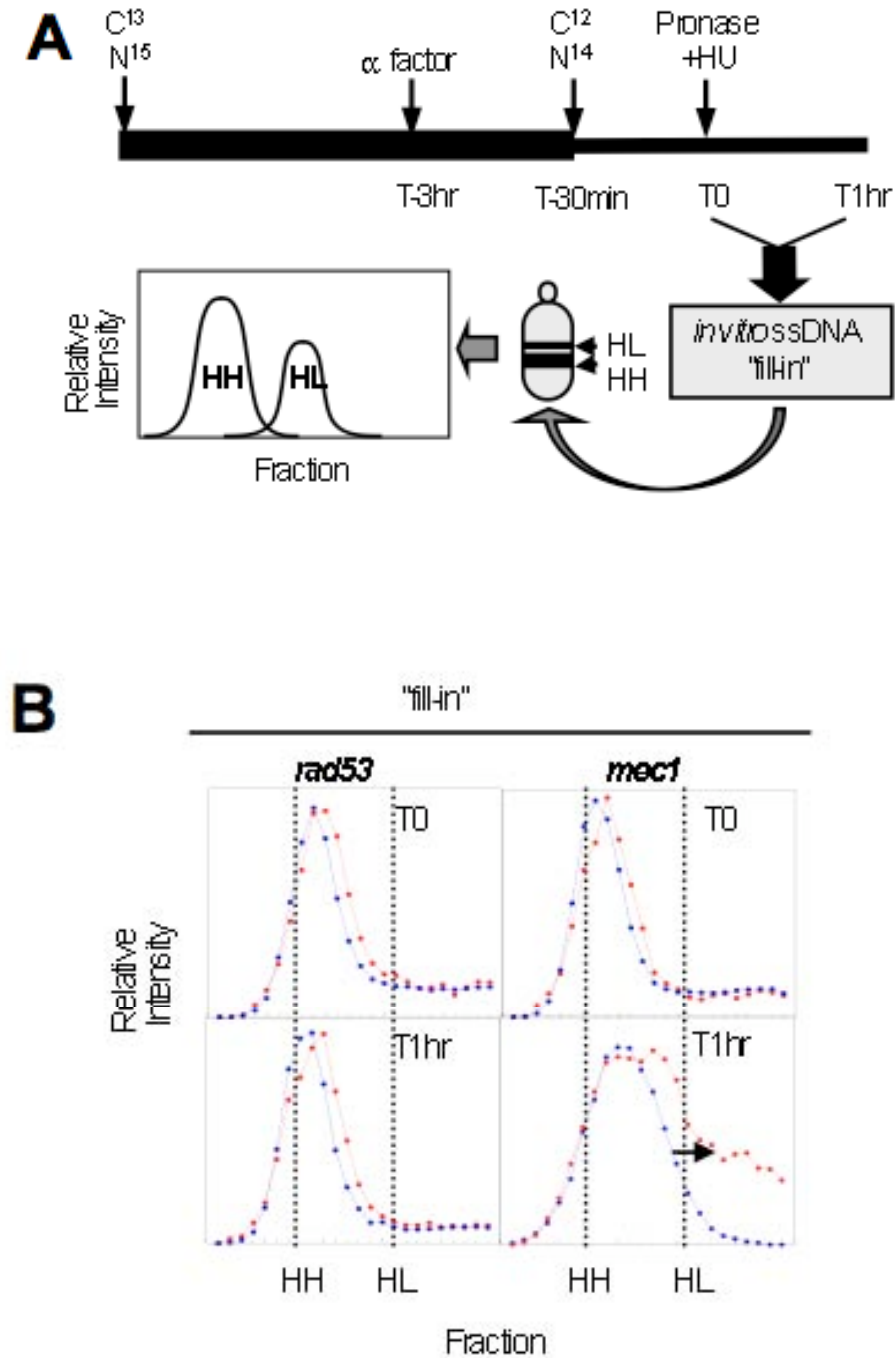 A
C¹³
N¹⁵
α factor
C¹²
N¹⁴
Pronase
+HU
T-3hr
T-30min
T0
T1hr
Relative
Intensity
HH
HL
Fraction
HL
HH
invitrossDNA
"fill-in"
B
"fill-in"
rad53
mec1
T0
T0
Relative
Intensity
T1hr
T1hr
HH
HL
HH
HL
Fraction